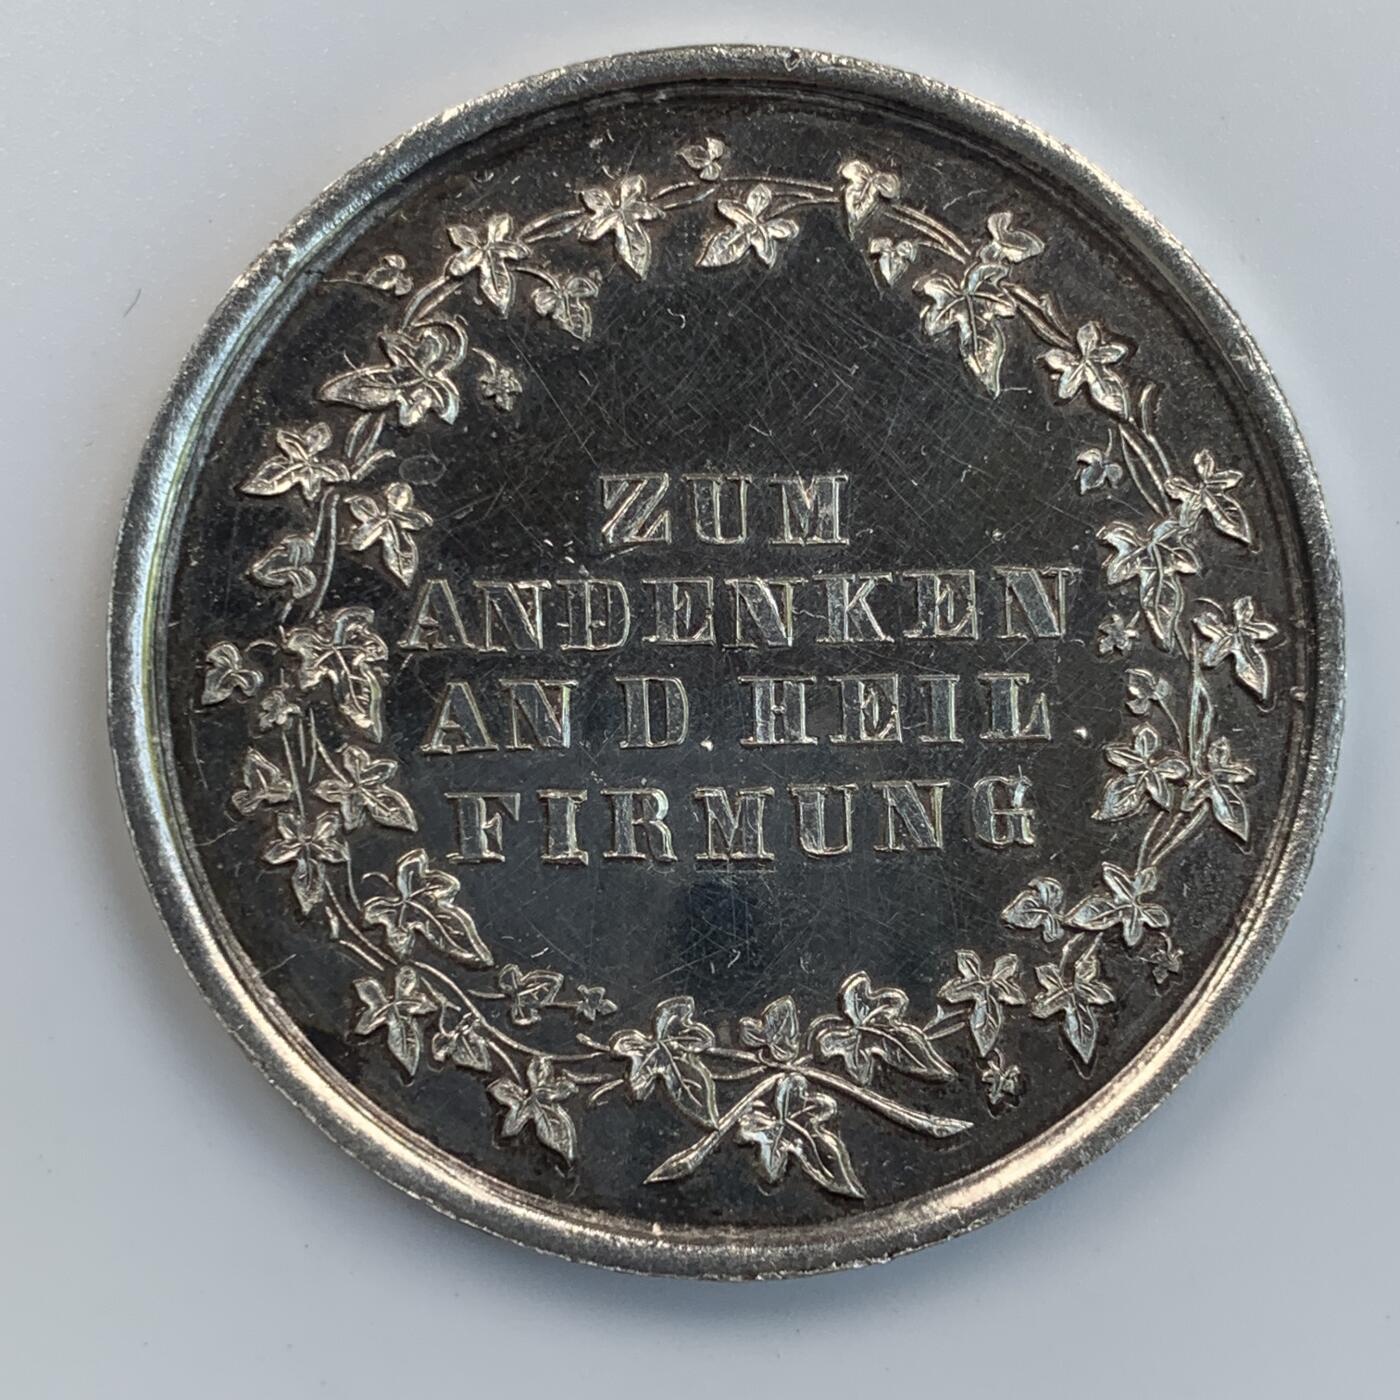 ZUM
ANDENKEN
AN D. HEIL.
FIRMUNG